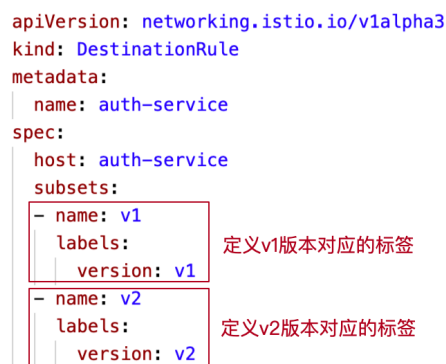 apiVersion: networking.istio.io/v1alpha3
kind: DestinationRule
metadata:
  name: auth-service
spec:
  host: auth-service
  subsets:
  - name: v1
    labels:
      version: v1
定义v1版本对应的标签
  - name: v2
    labels:
      version: v2
定义v2版本对应的标签